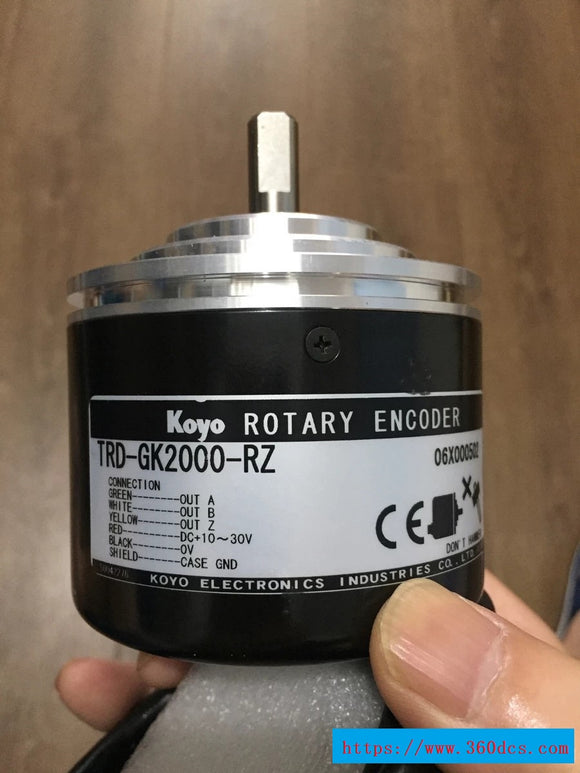 Koyo ROTARY ENCODER
TRD-GK2000-RZ
06X000502
CONNECTION
GREEN--------OUT A
WHITE--------OUT B
YELLOW-------OUT Z
RED----------DC+10~30V
BLACK--------0V
SHIELD-------CASE GND
CE
DON'T HAMMER
KOYO ELECTRONICS INDUSTRIES CO., LTD.
https://www.360dcs.com